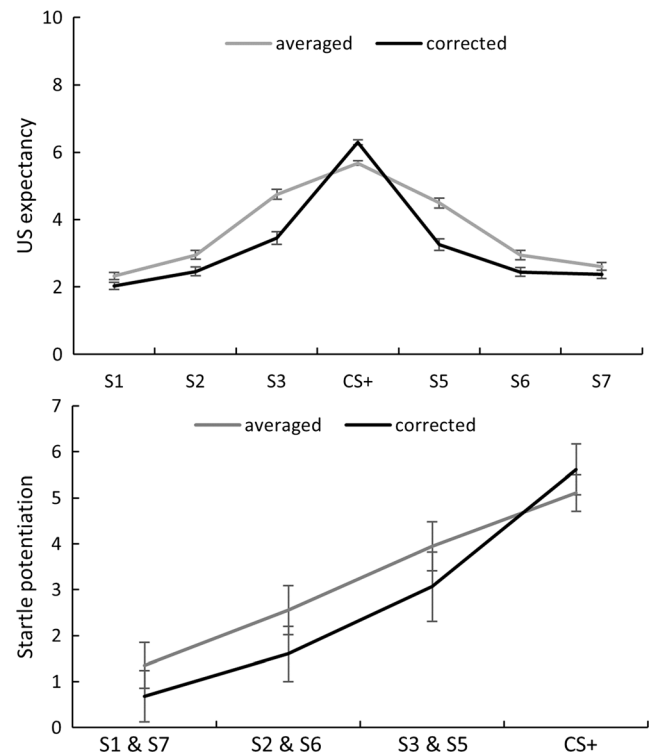 10
averaged corrected
8
6
4
2
0
US expectancy
S1 S2 S3 CS+ S5 S6 S7
7
averaged corrected
6
5
4
3
2
1
0
Startle potentiation
S1 & S7 S2 & S6 S3 & S5 CS+